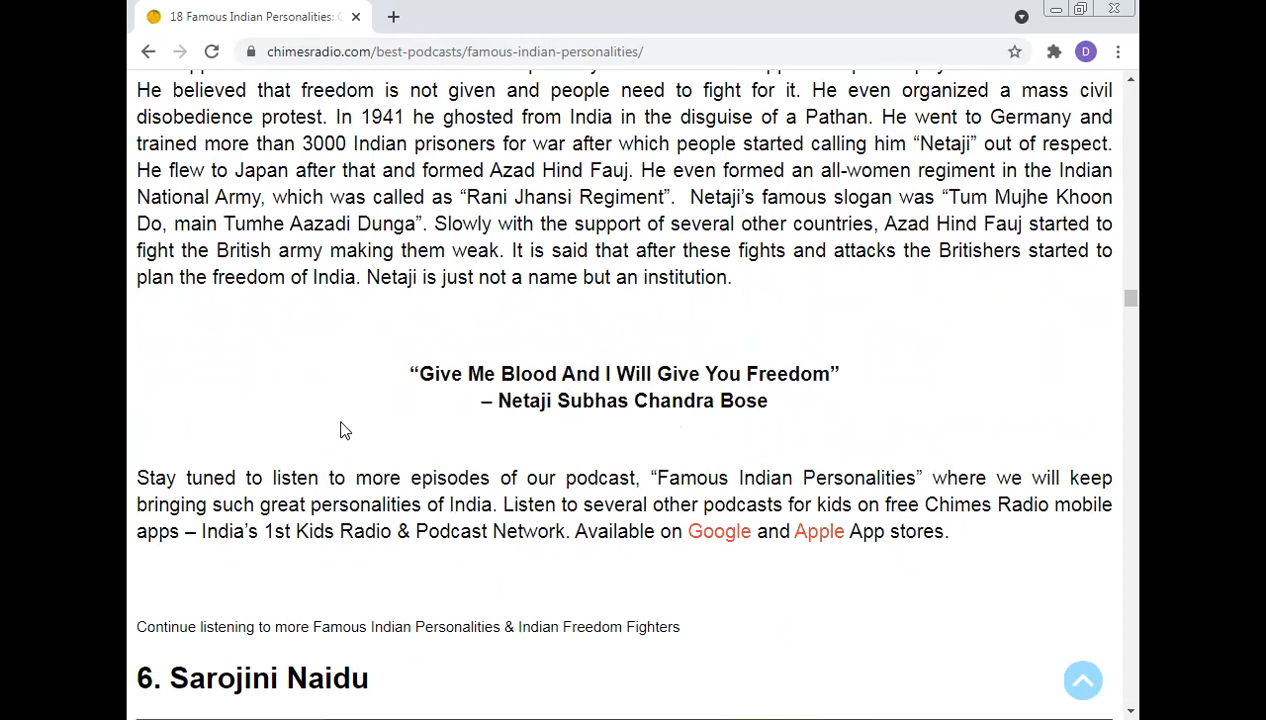 18 Famous Indian Personalities:
chimesradio.com/best-podcasts/famous-indian-personalities/
D
He believed that freedom is not given and people need to fight for it. He even organized a mass civil
disobedience protest. In 1941 he ghosted from India in the disguise of a Pathan. He went to Germany and
trained more than 3000 Indian prisoners for war after which people started calling him “Netaji” out of respect.
He flew to Japan after that and formed Azad Hind Fauj. He even formed an all-women regiment in the Indian
National Army, which was called as “Rani Jhansi Regiment”. Netaji’s famous slogan was “Tum Mujhe Khoon
Do, main Tumhe Aazadi Dunga”. Slowly with the support of several other countries, Azad Hind Fauj started to
fight the British army making them weak. It is said that after these fights and attacks the Britishers started to
plan the freedom of India. Netaji is just not a name but an institution.
“Give Me Blood And I Will Give You Freedom”
– Netaji Subhas Chandra Bose
Stay tuned to listen to more episodes of our podcast, “Famous Indian Personalities” where we will keep
bringing such great personalities of India. Listen to several other podcasts for kids on free Chimes Radio mobile
apps – India’s 1st Kids Radio & Podcast Network. Available on Google and Apple App stores.
Continue listening to more Famous Indian Personalities & Indian Freedom Fighters
6. Sarojini Naidu